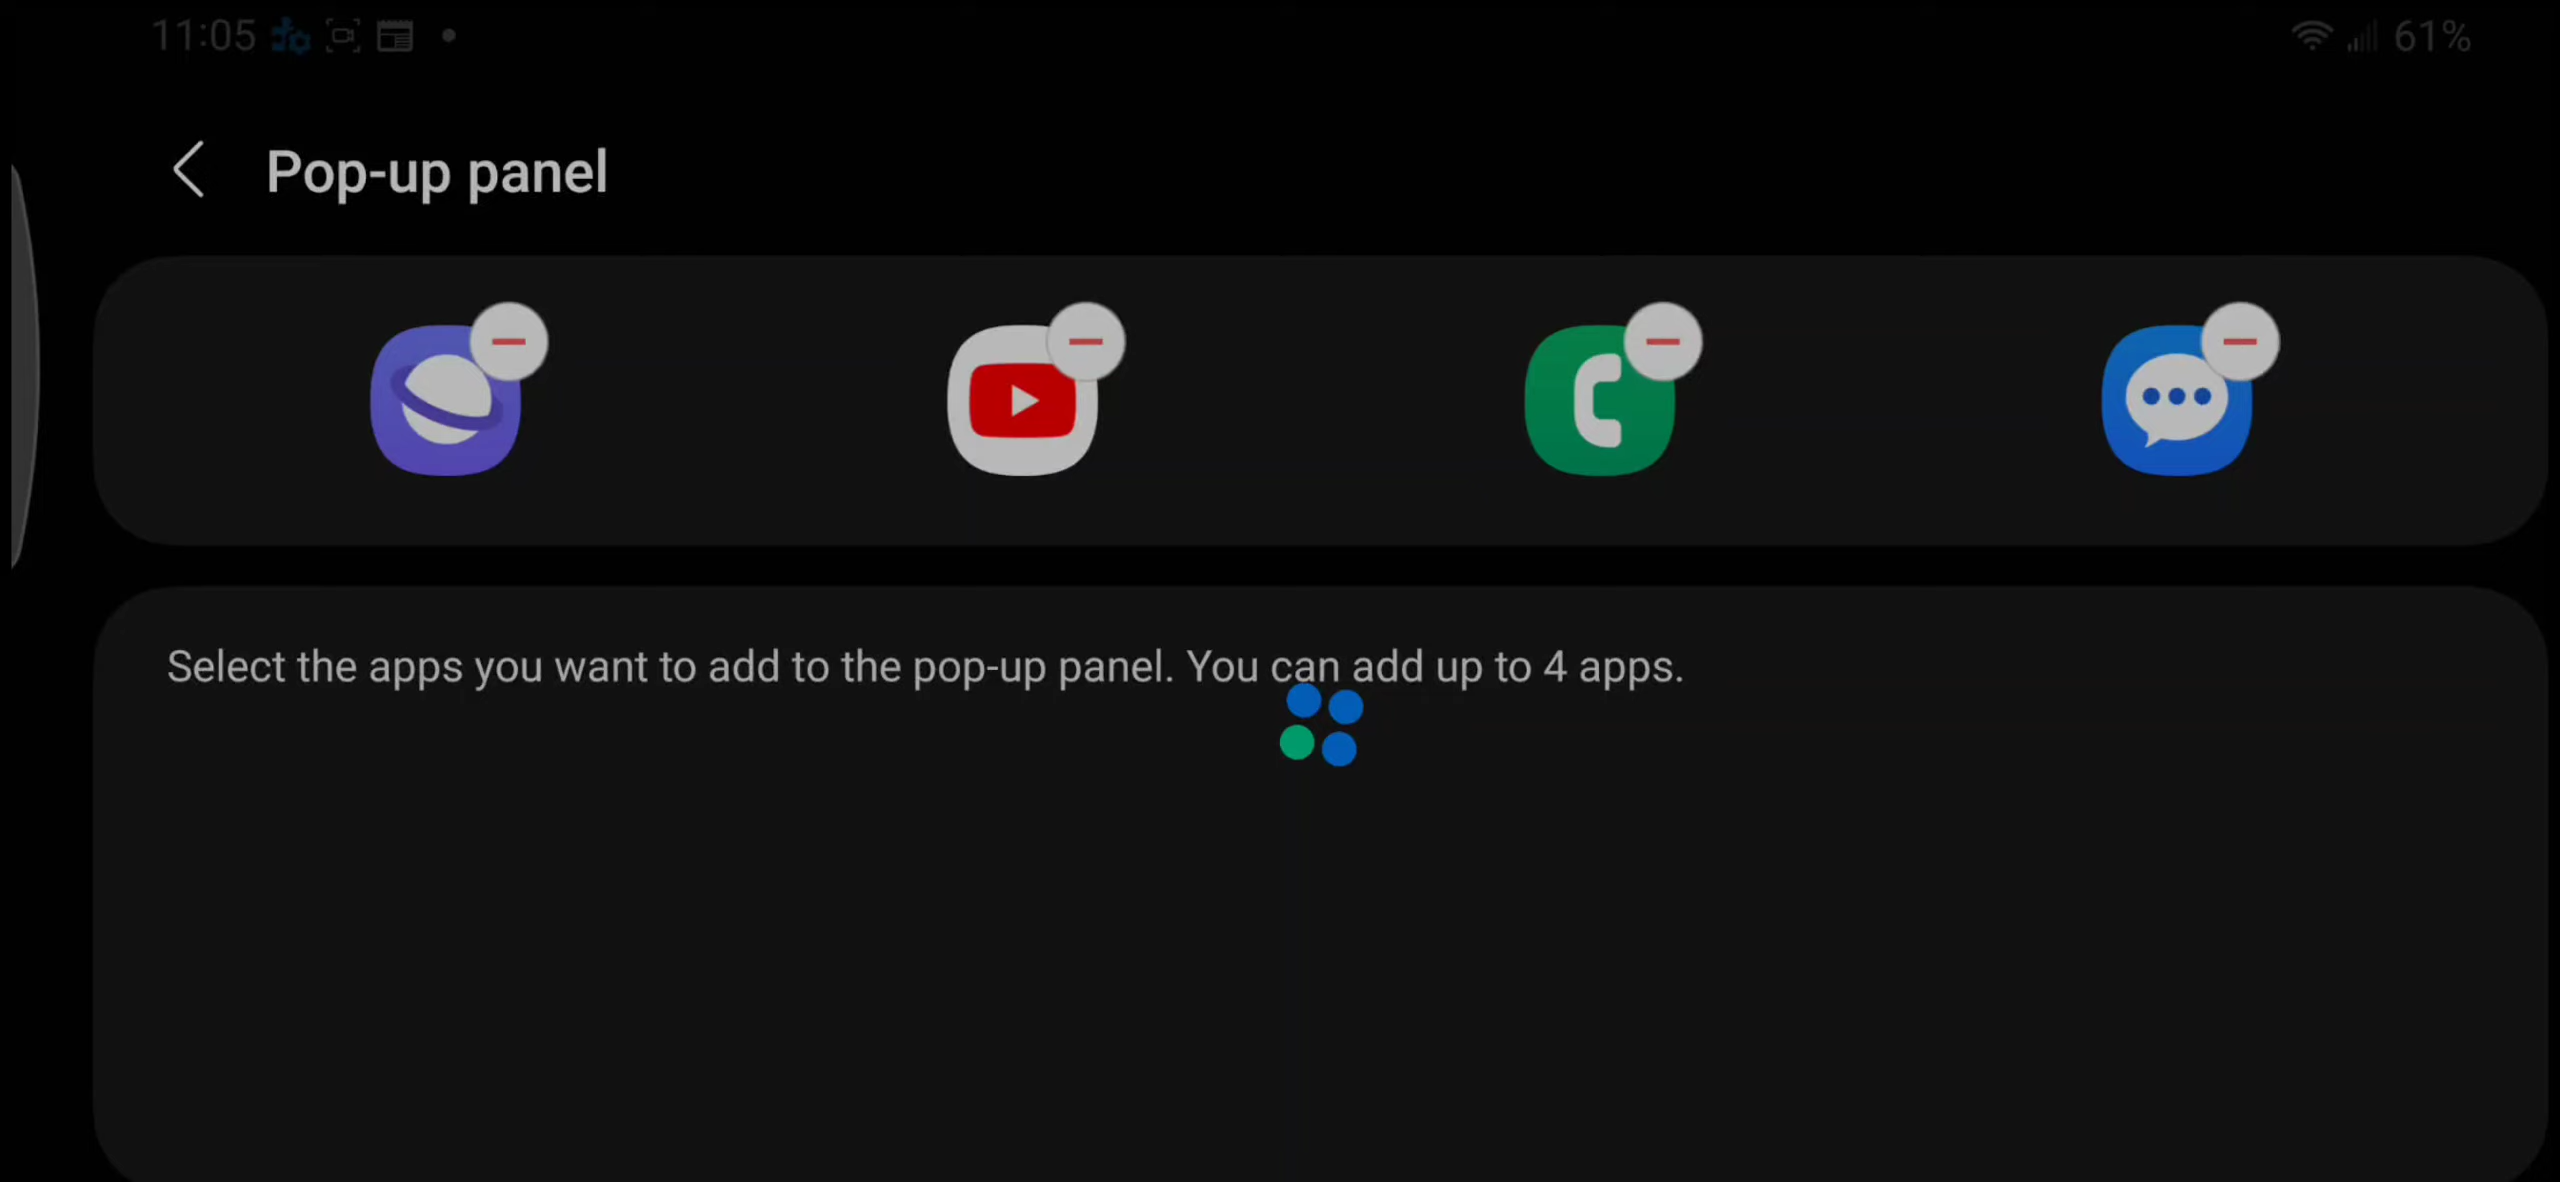 11:05
61%
Pop-up panel
Select the apps you want to add to the pop-up panel. You can add up to 4 apps.